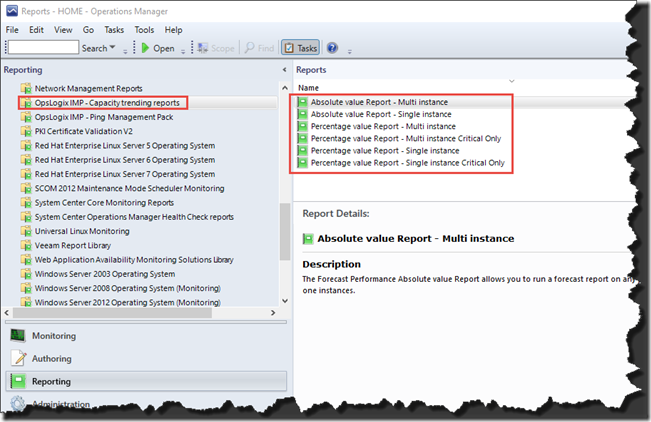 Reports - HOME - Operations Manager
File Edit View Go Tasks Tools Help
Search Open Scope Find Tasks
Reporting
Network Management Reports
OpsLogix IMP - Capacity trending reports
OpsLogix IMP - Ping Management Pack
PKI Certificate Validation V2
Red Hat Enterprise Linux Server 5 Operating System
Red Hat Enterprise Linux Server 6 Operating System
Red Hat Enterprise Linux Server 7 Operating System
SCOM 2012 Maintenance Mode Scheduler Monitoring
System Center Core Monitoring Reports
System Center Operations Manager Health Check reports
Universal Linux Monitoring
Veeam Report Library
Web Application Availability Monitoring Solutions Library
Windows Server 2003 Operating System
Windows Server 2008 Operating System (Monitoring)
Windows Server 2012 Operating System (Monitoring)
Monitoring
Authoring
Reporting
Administration
Reports
Name
Absolute value Report - Multi instance
Absolute value Report - Single instance
Percentage value Report - Multi instance
Percentage value Report - Multi instance Critical Only
Percentage value Report - Single instance
Percentage value Report - Single instance Critical Only
Report Details:
Absolute value Report - Multi instance
Description
The Forecast Performance Absolute value Report allows you to run a forecast report on any
one instances.